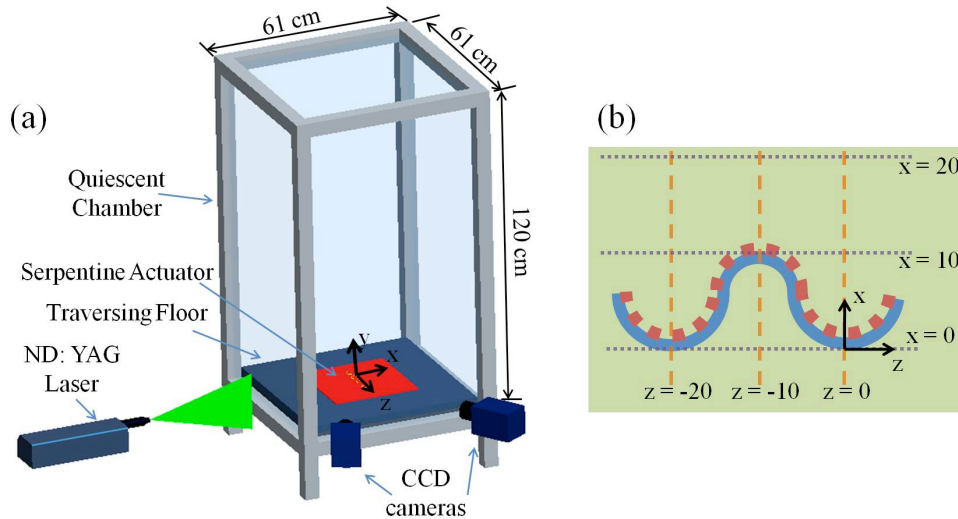 (a)
61 cm
61 cm
120 cm
Quiescent
Chamber
Serpentine Actuator
Traversing Floor
ND: YAG
Laser
y
x
z
CCD
cameras
(b)
x = 20
x = 10
x
x = 0
z
z = -20
z = -10
z = 0